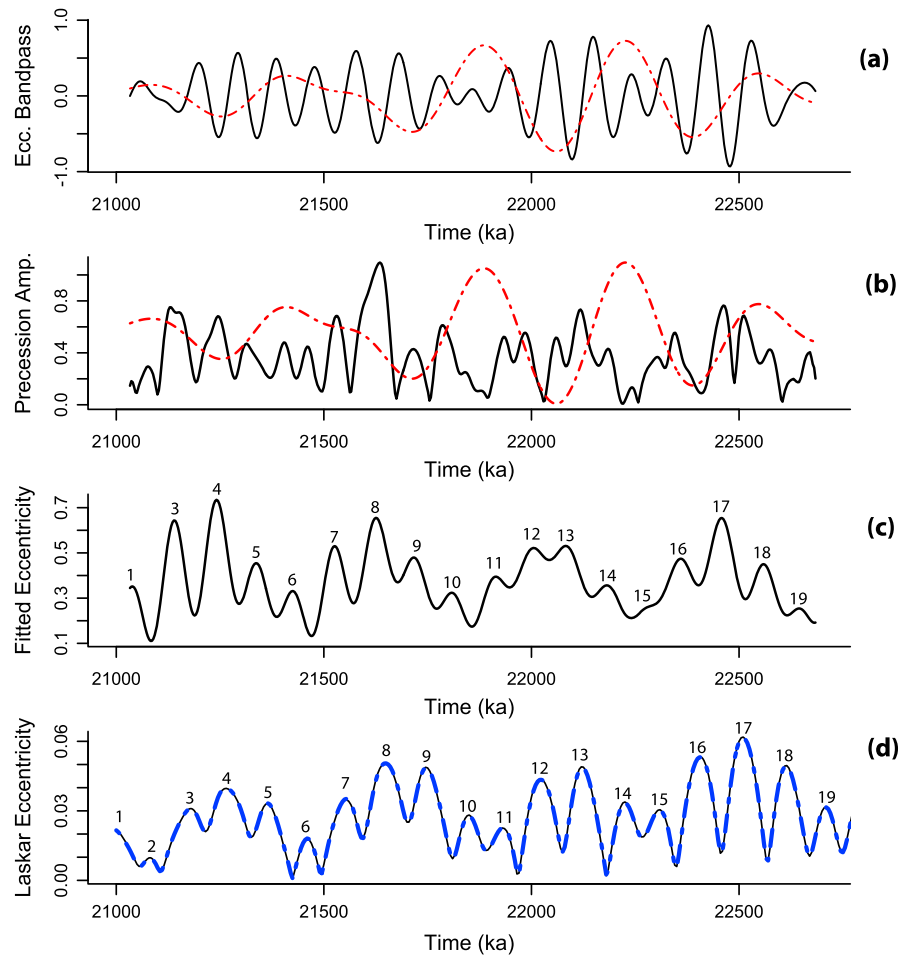 Ecc. Bandpass
1.0
0.0
-1.0
(a)
21000 21500 22000 22500
Time (ka)
Precession Amp.
0.8
0.4
0.0
(b)
21000 21500 22000 22500
Time (ka)
Fitted Eccentricity
0.7
0.5
0.3
0.1
1 3 4 5 6 7 8 9 10 11 12 13 14 15 16 17 18 19
(c)
21000 21500 22000 22500
Time (ka)
Laskar Eccentricity
0.06
0.03
0.00
1 2 3 4 5 6 7 8 9 10 11 12 13 14 15 16 17 18 19
(d)
21000 21500 22000 22500
Time (ka)